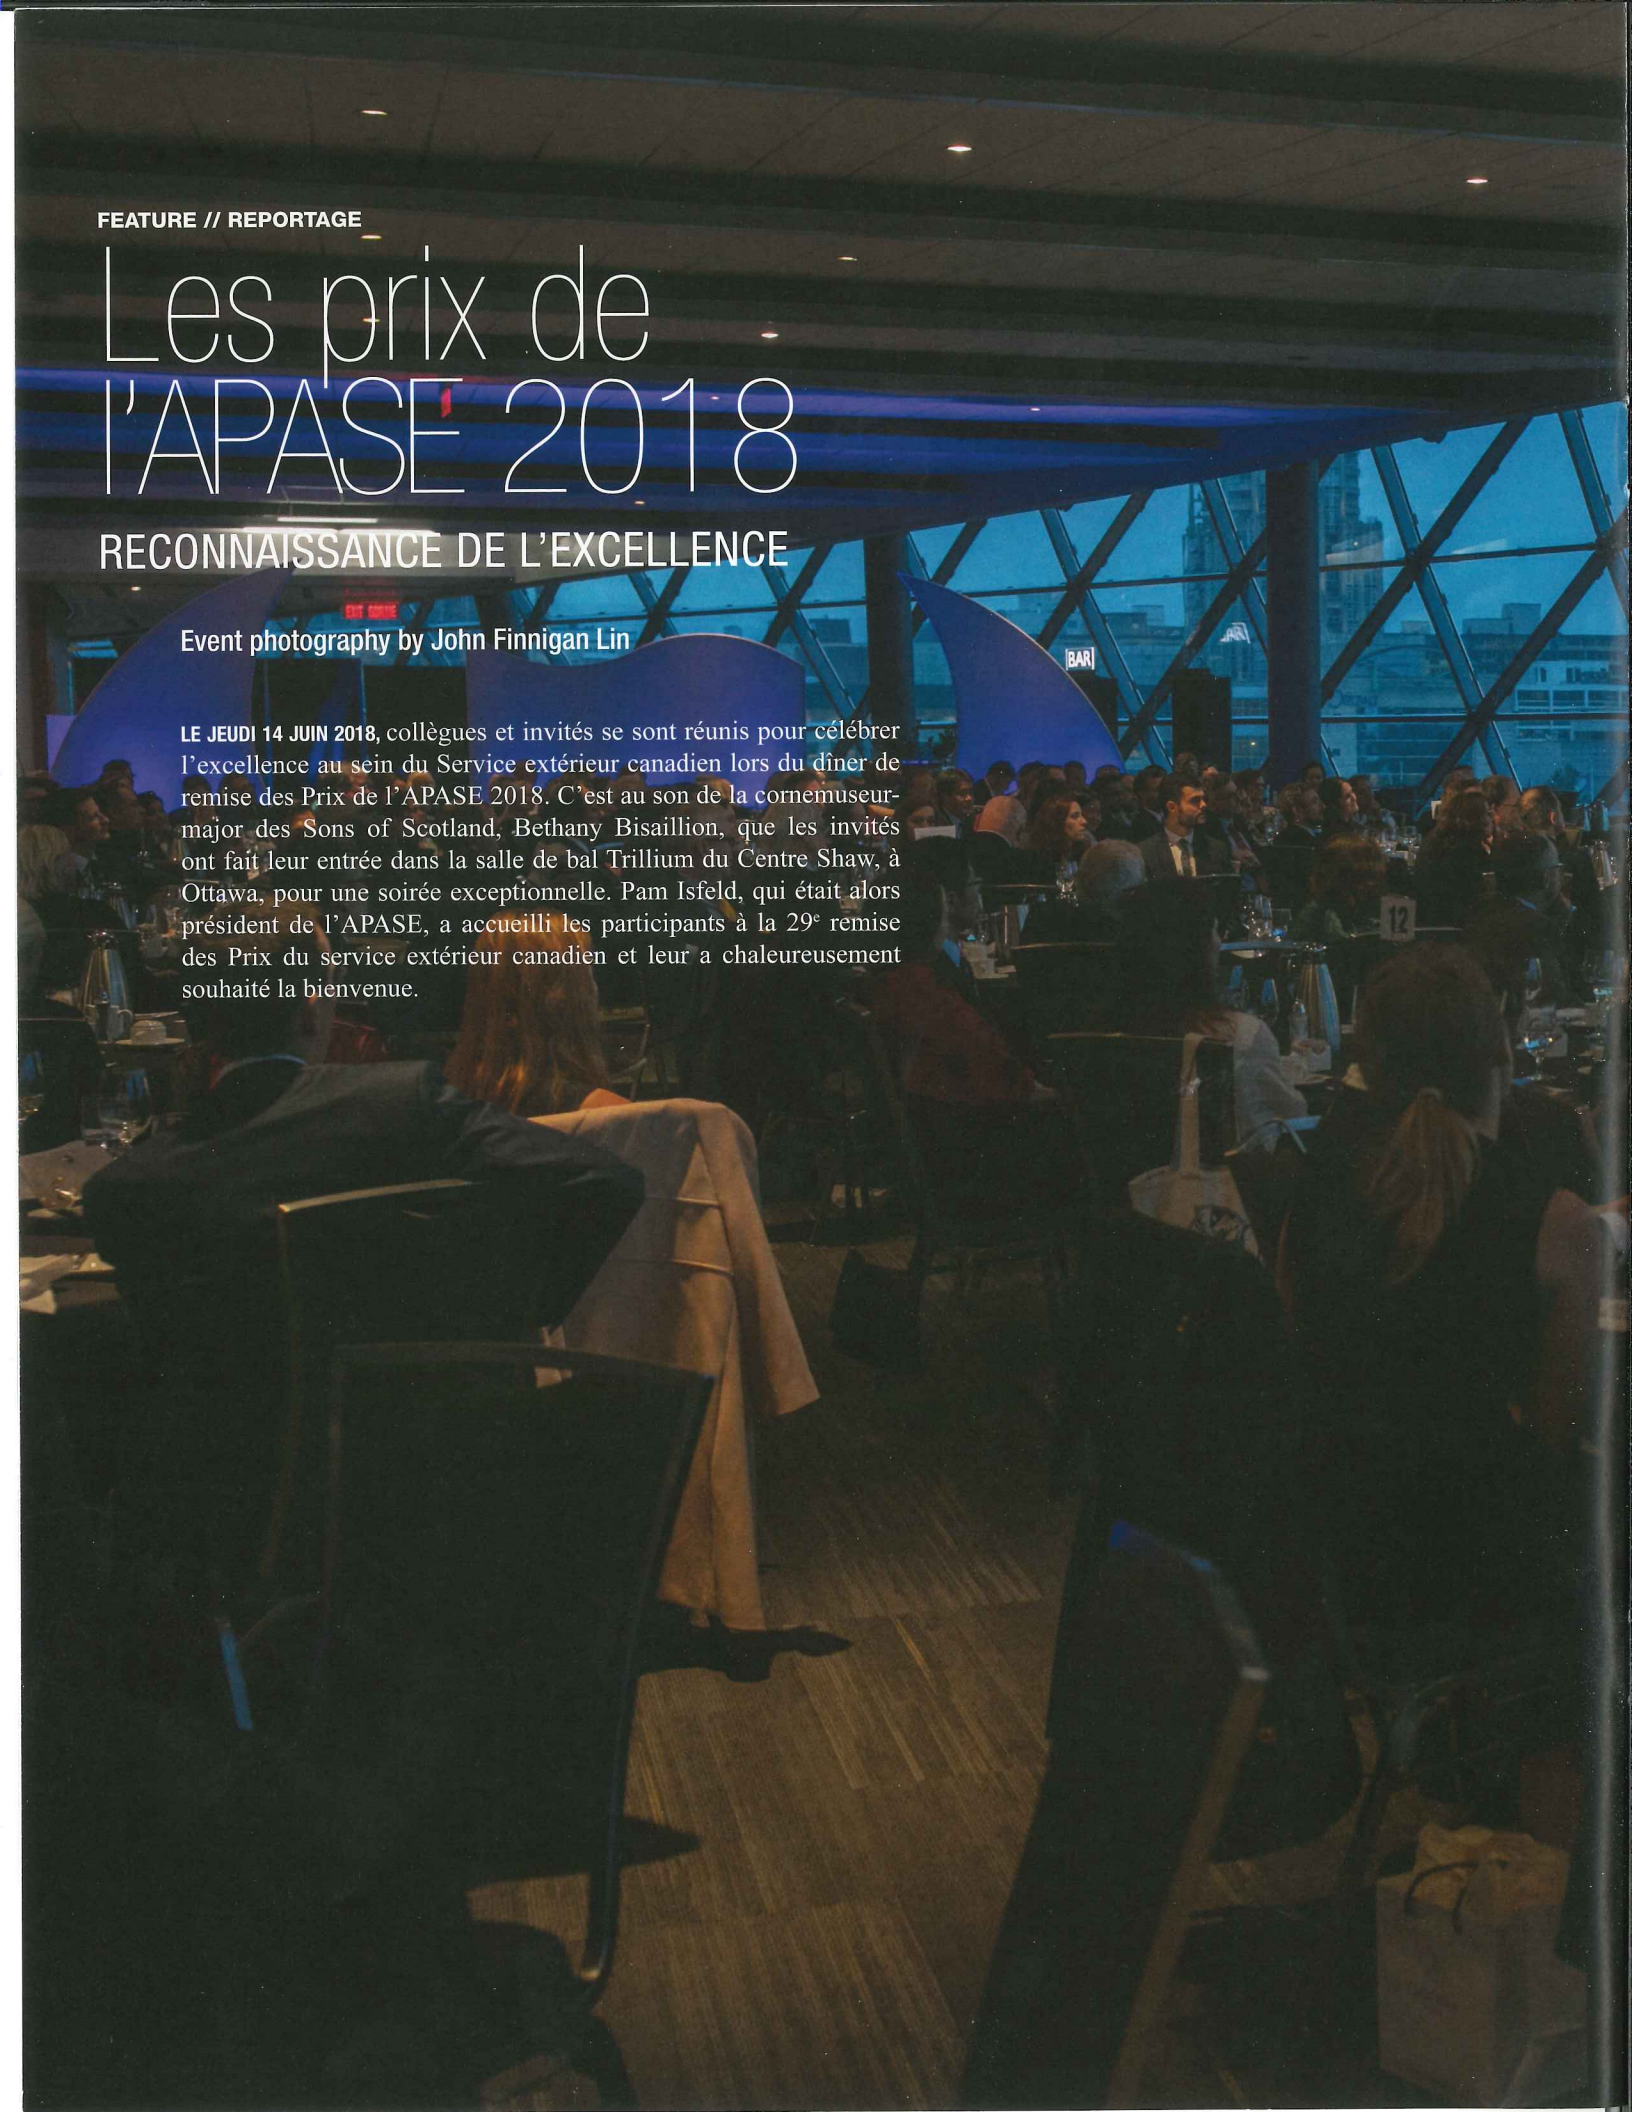 FEATURE // REPORTAGE
Les prix de
l'APASE 2018
RECONNAISSANCE DE L'EXCELLENCE
EXIT SORTIE
Event photography by John Finnigan Lin
BAR
LE JEUDI 14 JUIN 2018, collègues et invités se sont réunis pour célébrer
l'excellence au sein du Service extérieur canadien lors du dîner de
remise des Prix de l'APASE 2018. C'est au son de la cornemuseur-
major des Sons of Scotland, Bethany Bisaillion, que les invités
ont fait leur entrée dans la salle de bal Trillium du Centre Shaw, à
Ottawa, pour une soirée exceptionnelle. Pam Isfeld, qui était alors
président de l'APASE, a accueilli les participants à la 29e remise
des Prix du service extérieur canadien et leur a chaleureusement
souhaité la bienvenue.
12